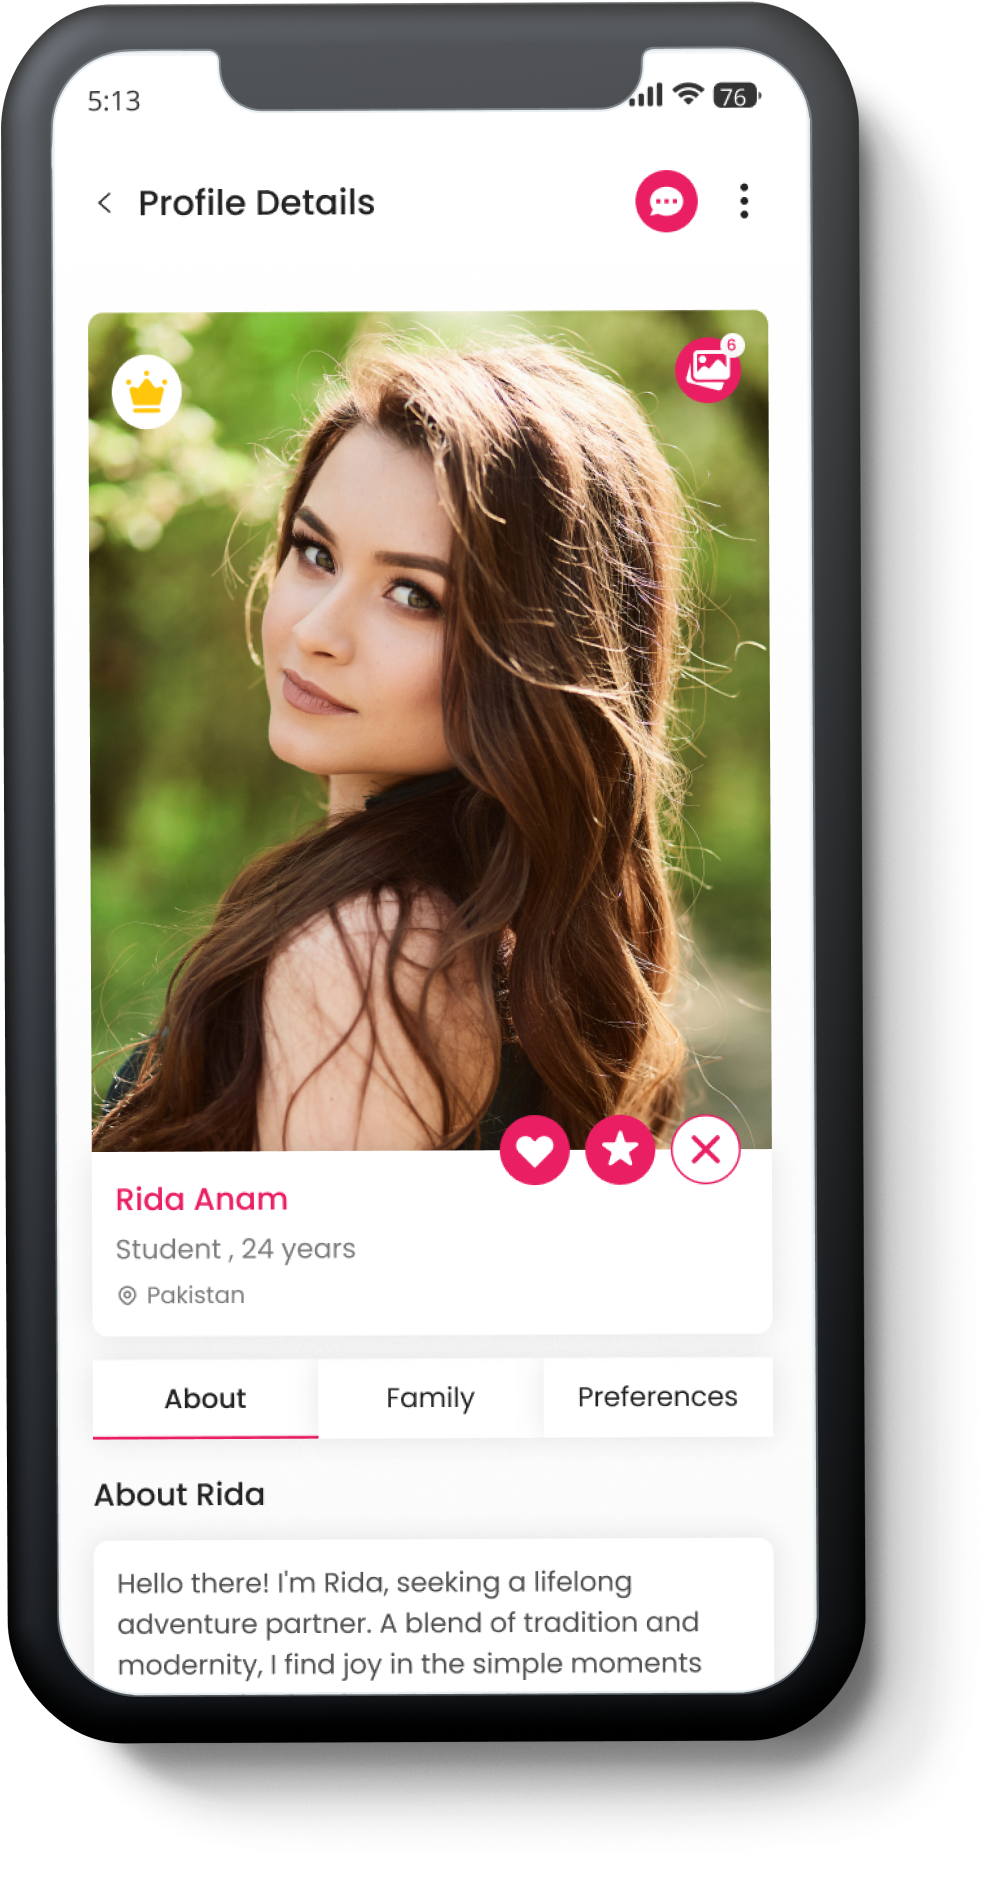 5:13
76
Profile Details
6
Rida Anam
Student , 24 years
Pakistan
About
Family
Preferences
About Rida
Hello there! I'm Rida, seeking a lifelong
adventure partner. A blend of tradition and
modernity, I find joy in the simple moments